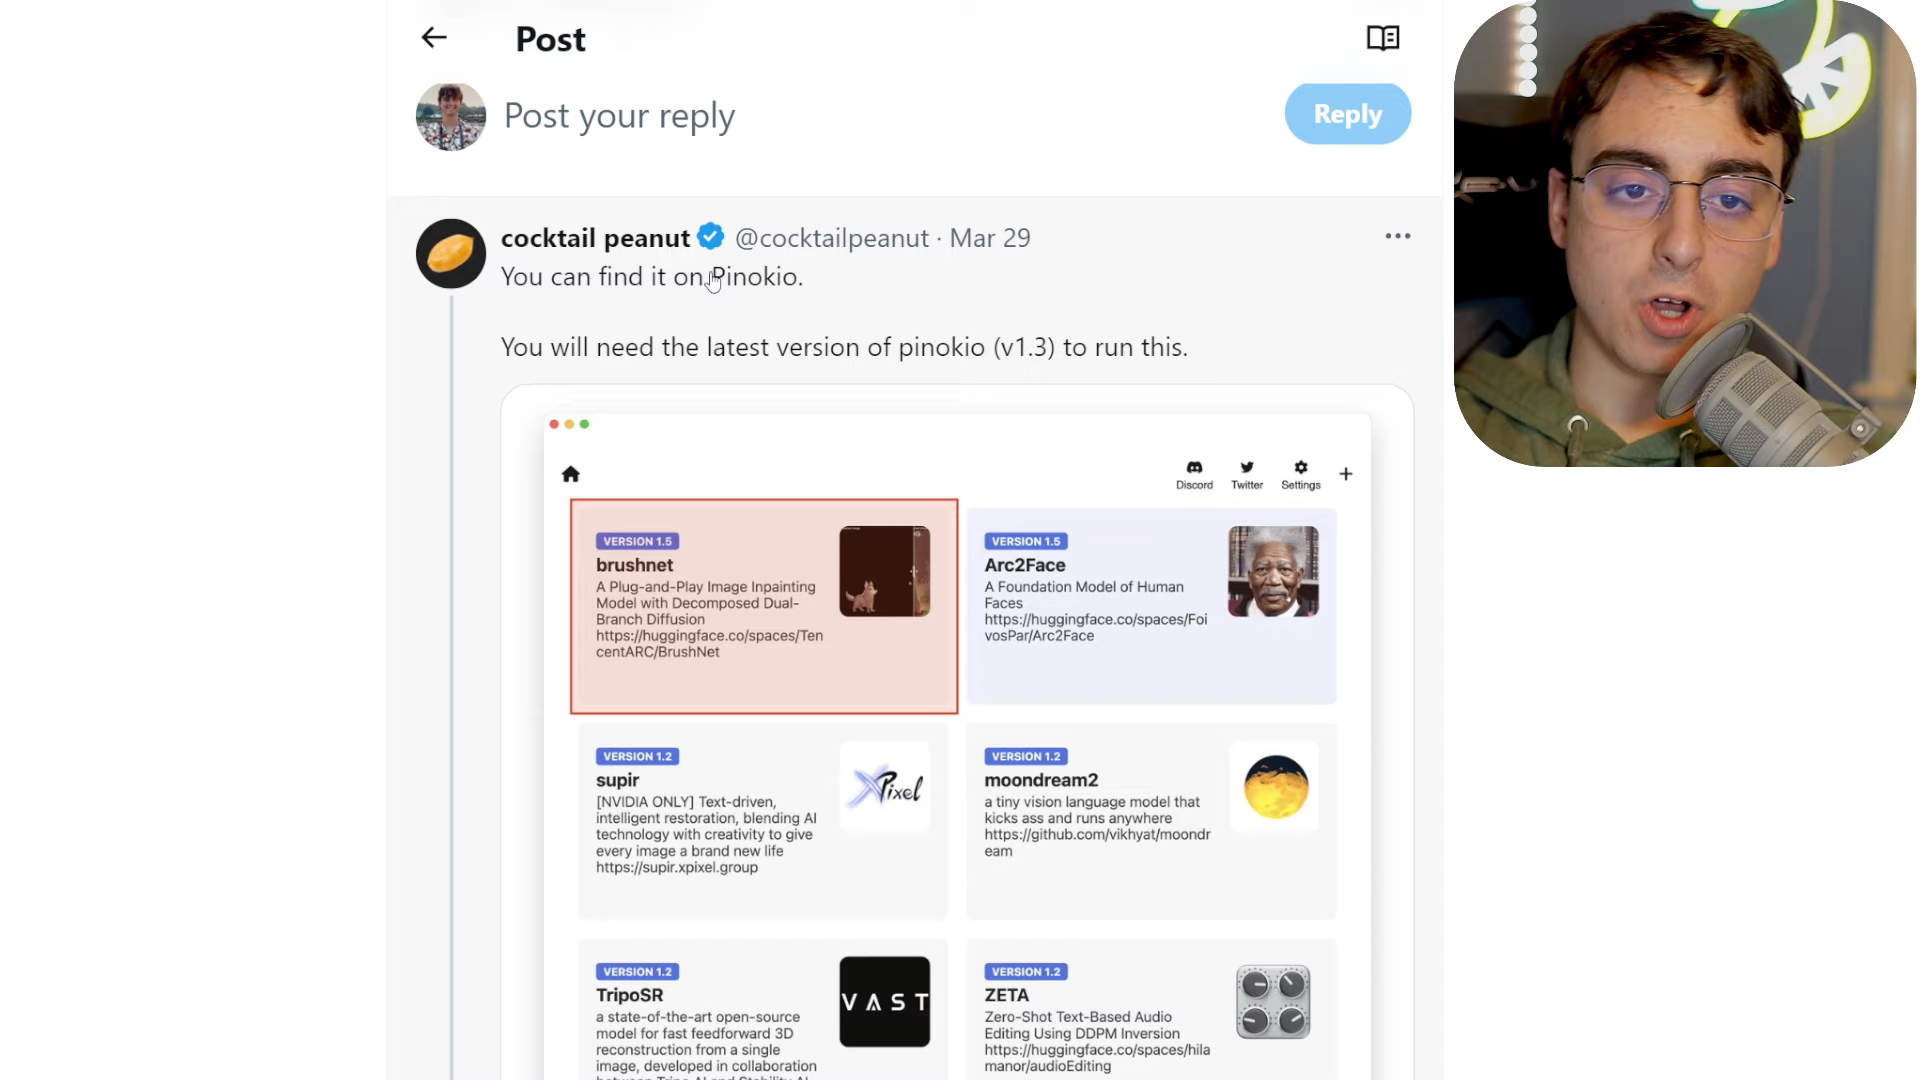 Post
Post your reply
Reply
cocktail peanut @cocktailpeanut · Mar 29
You can find it on Pinokio.
You will need the latest version of pinokio (v1.3) to run this.
Discord
Twitter
Settings
VERSION 1.5
brushnet
A Plug-and-Play Image Inpainting
Model with Decomposed Dual-
Branch Diffusion
https://huggingface.co/spaces/Ten
centARC/BrushNet
VERSION 1.5
Arc2Face
A Foundation Model of Human
Faces
https://huggingface.co/spaces/Foi
vosPar/Arc2Face
VERSION 1.2
supir
[NVIDIA ONLY] Text-driven,
intelligent restoration, blending AI
technology with creativity to give
every image a brand new life
https://supir.xpixel.group
XPixel
VERSION 1.2
moondream2
a tiny vision language model that
kicks ass and runs anywhere
https://github.com/vikhyat/moondr
eam
VERSION 1.2
TripoSR
a state-of-the-art open-source
model for fast feedforward 3D
reconstruction from a single
image, developed in collaboration
between Tripo AI and Stability AI
VAST
VERSION 1.2
ZETA
Zero-Shot Text-Based Audio
Editing Using DDPM Inversion
https://huggingface.co/spaces/hila
manor/audioEditing